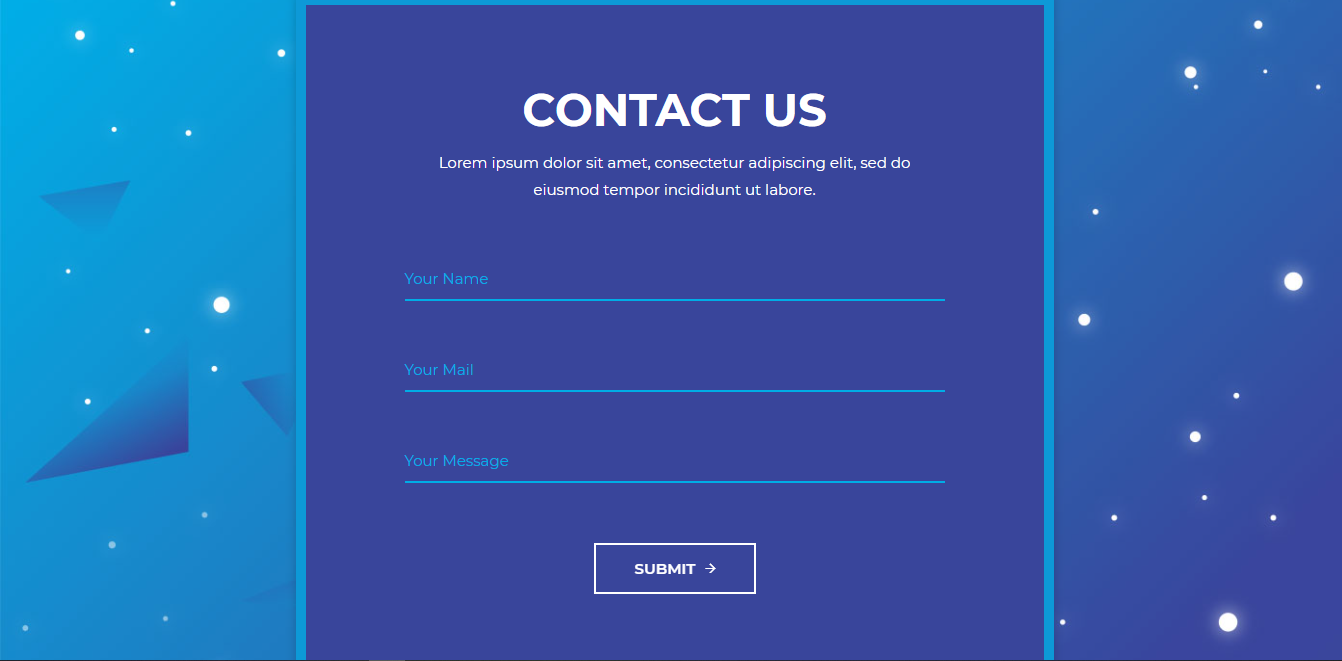 CONTACT US
Lorem ipsum dolor sit amet, consectetur adipiscing elit, sed do
eiusmod tempor incididunt ut labore.
Your Name
Your Mail
Your Message
SUBMIT →